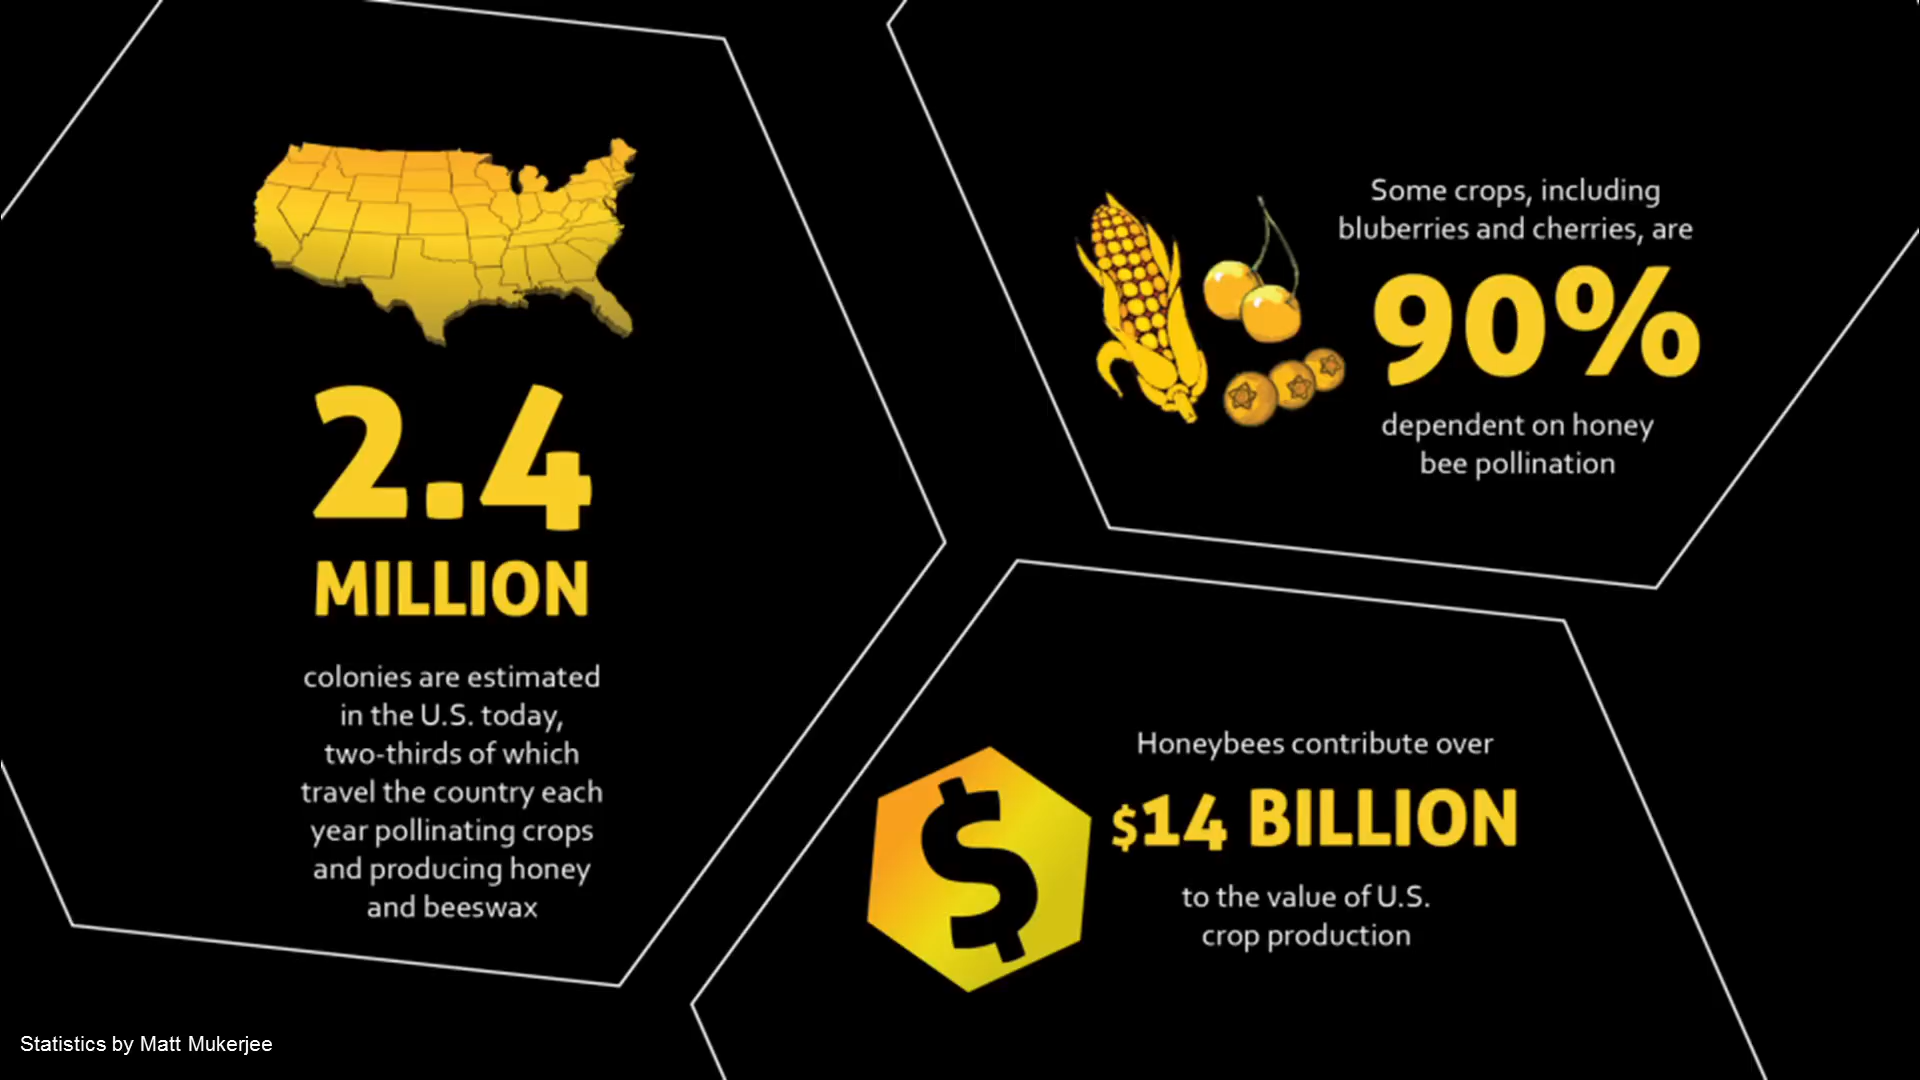 2.4
MILLION
colonies are estimated
in the U.S. today,
two-thirds of which
travel the country each
year pollinating crops
and producing honey
and beeswax
Some crops, including
bluberries and cherries, are
90%
dependent on honey
bee pollination
Honeybees contribute over
$14 BILLION
to the value of U.S.
crop production
$
Statistics by Matt Mukerjee